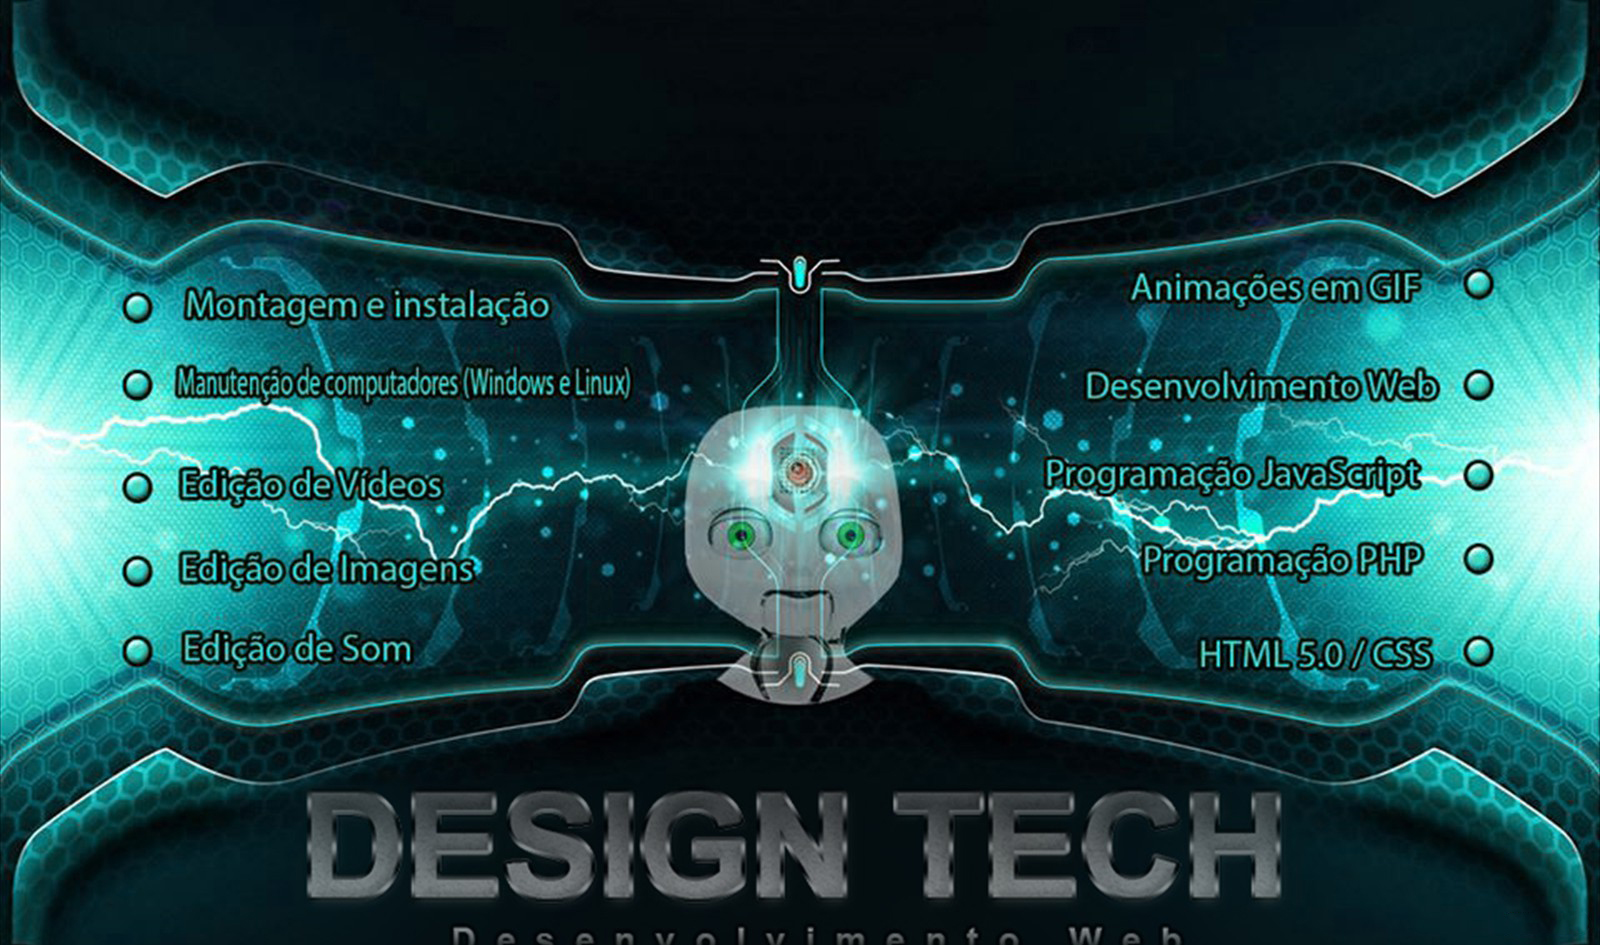 Montagem e instalação
Manutenção de computadores (Windows e Linux)
Edição de Vídeos
Edição de Imagens
Edição de Som
Animações em GIF
Desenvolvimento Web
Programação JavaScript
Programação PHP
HTML 5.0 / CSS
DESIGN TECH
Desenvolvimento Web